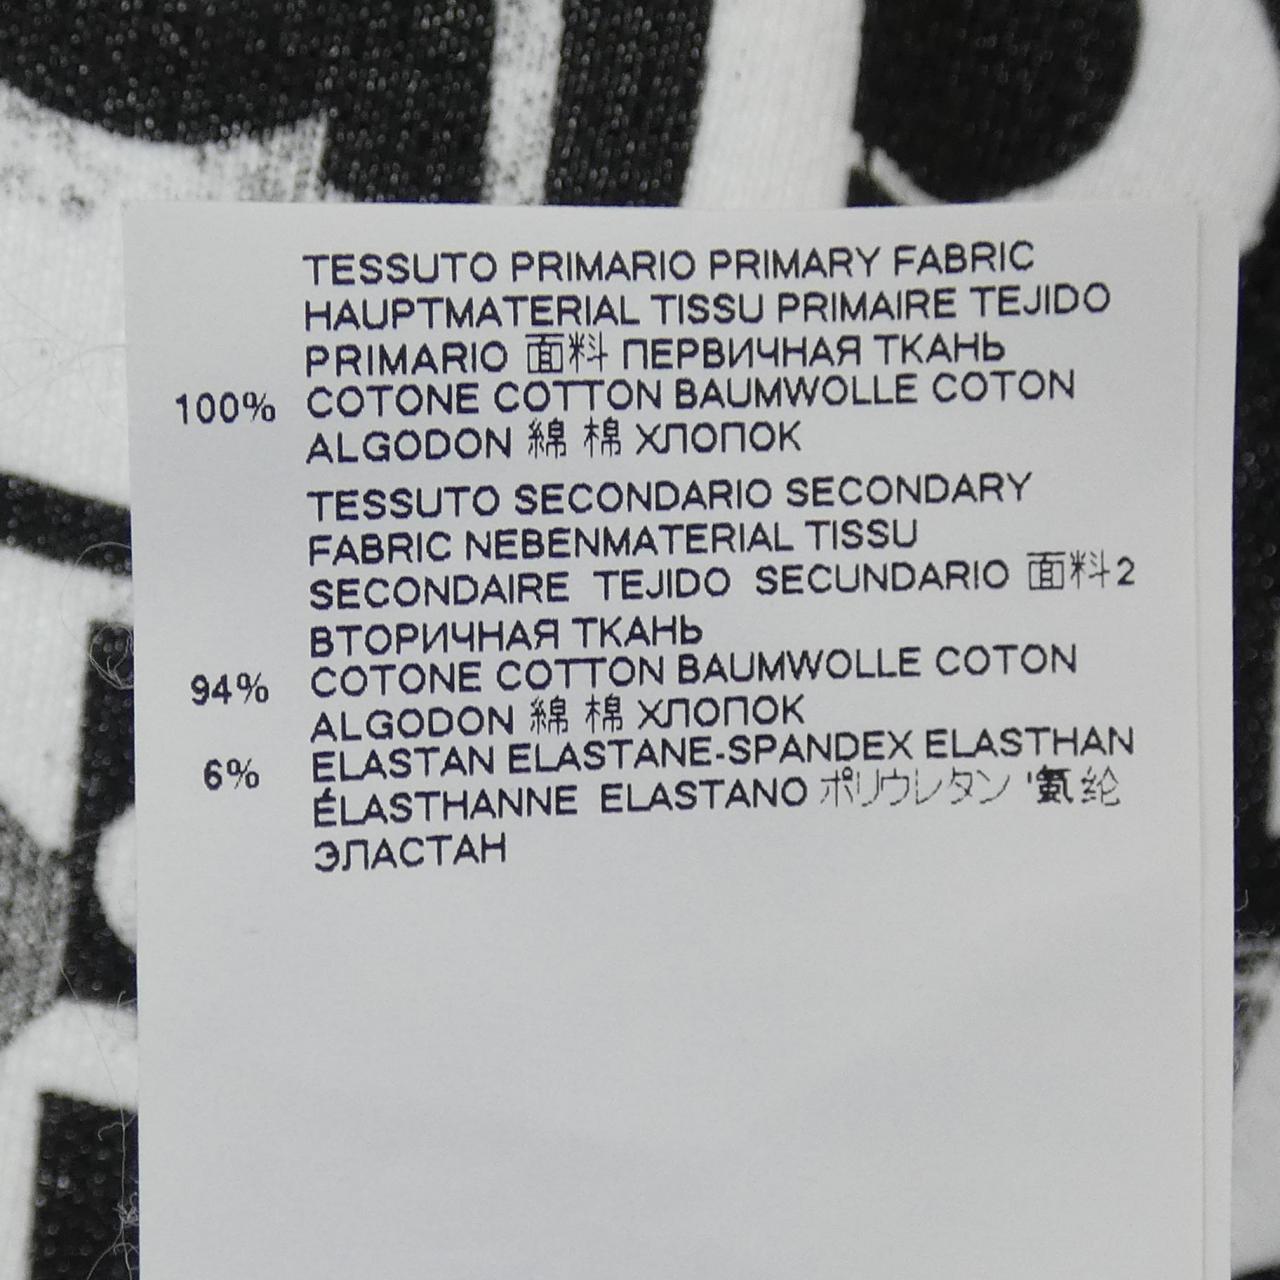 TESSUTO PRIMARIO PRIMARY FABRIC
HAUPTMATERIAL TISSU PRIMAIRE TEJIDO
PRIMARIO 面料 ПЕРВИЧНАЯ ТКАНЬ
100% COTONE COTTON BAUMWOLLE COTON
ALGODON 綿 棉 ХЛОПОК
TESSUTO SECONDARIO SECONDARY
FABRIC NEBENMATERIAL TISSU
SECONDAIRE TEJIDO SECUNDARIO 面料2
ВТОРИЧНАЯ ТКАНЬ
94% COTONE COTTON BAUMWOLLE COTON
ALGODON 綿 棉 ХЛОПОК
6% ELASTAN ELASTANE-SPANDEX ELASTHAN
ÉLASTHANNE ELASTANO ポリウレタン '氨纶
ЭЛАСТАН